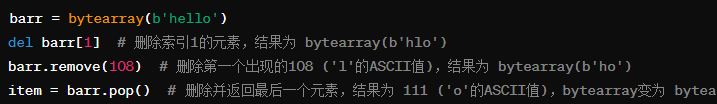 barr = bytearray(b'hello')
del barr[1]  # 删除索引1的元素，结果为 bytearray(b'hlo')
barr.remove(108)  # 删除第一个出现的108 ('l'的ASCII值)，结果为 bytearray(b'ho')
item = barr.pop()  # 删除并返回最后一个元素，结果为 111 ('o'的ASCII值)，bytearray变为 bytea